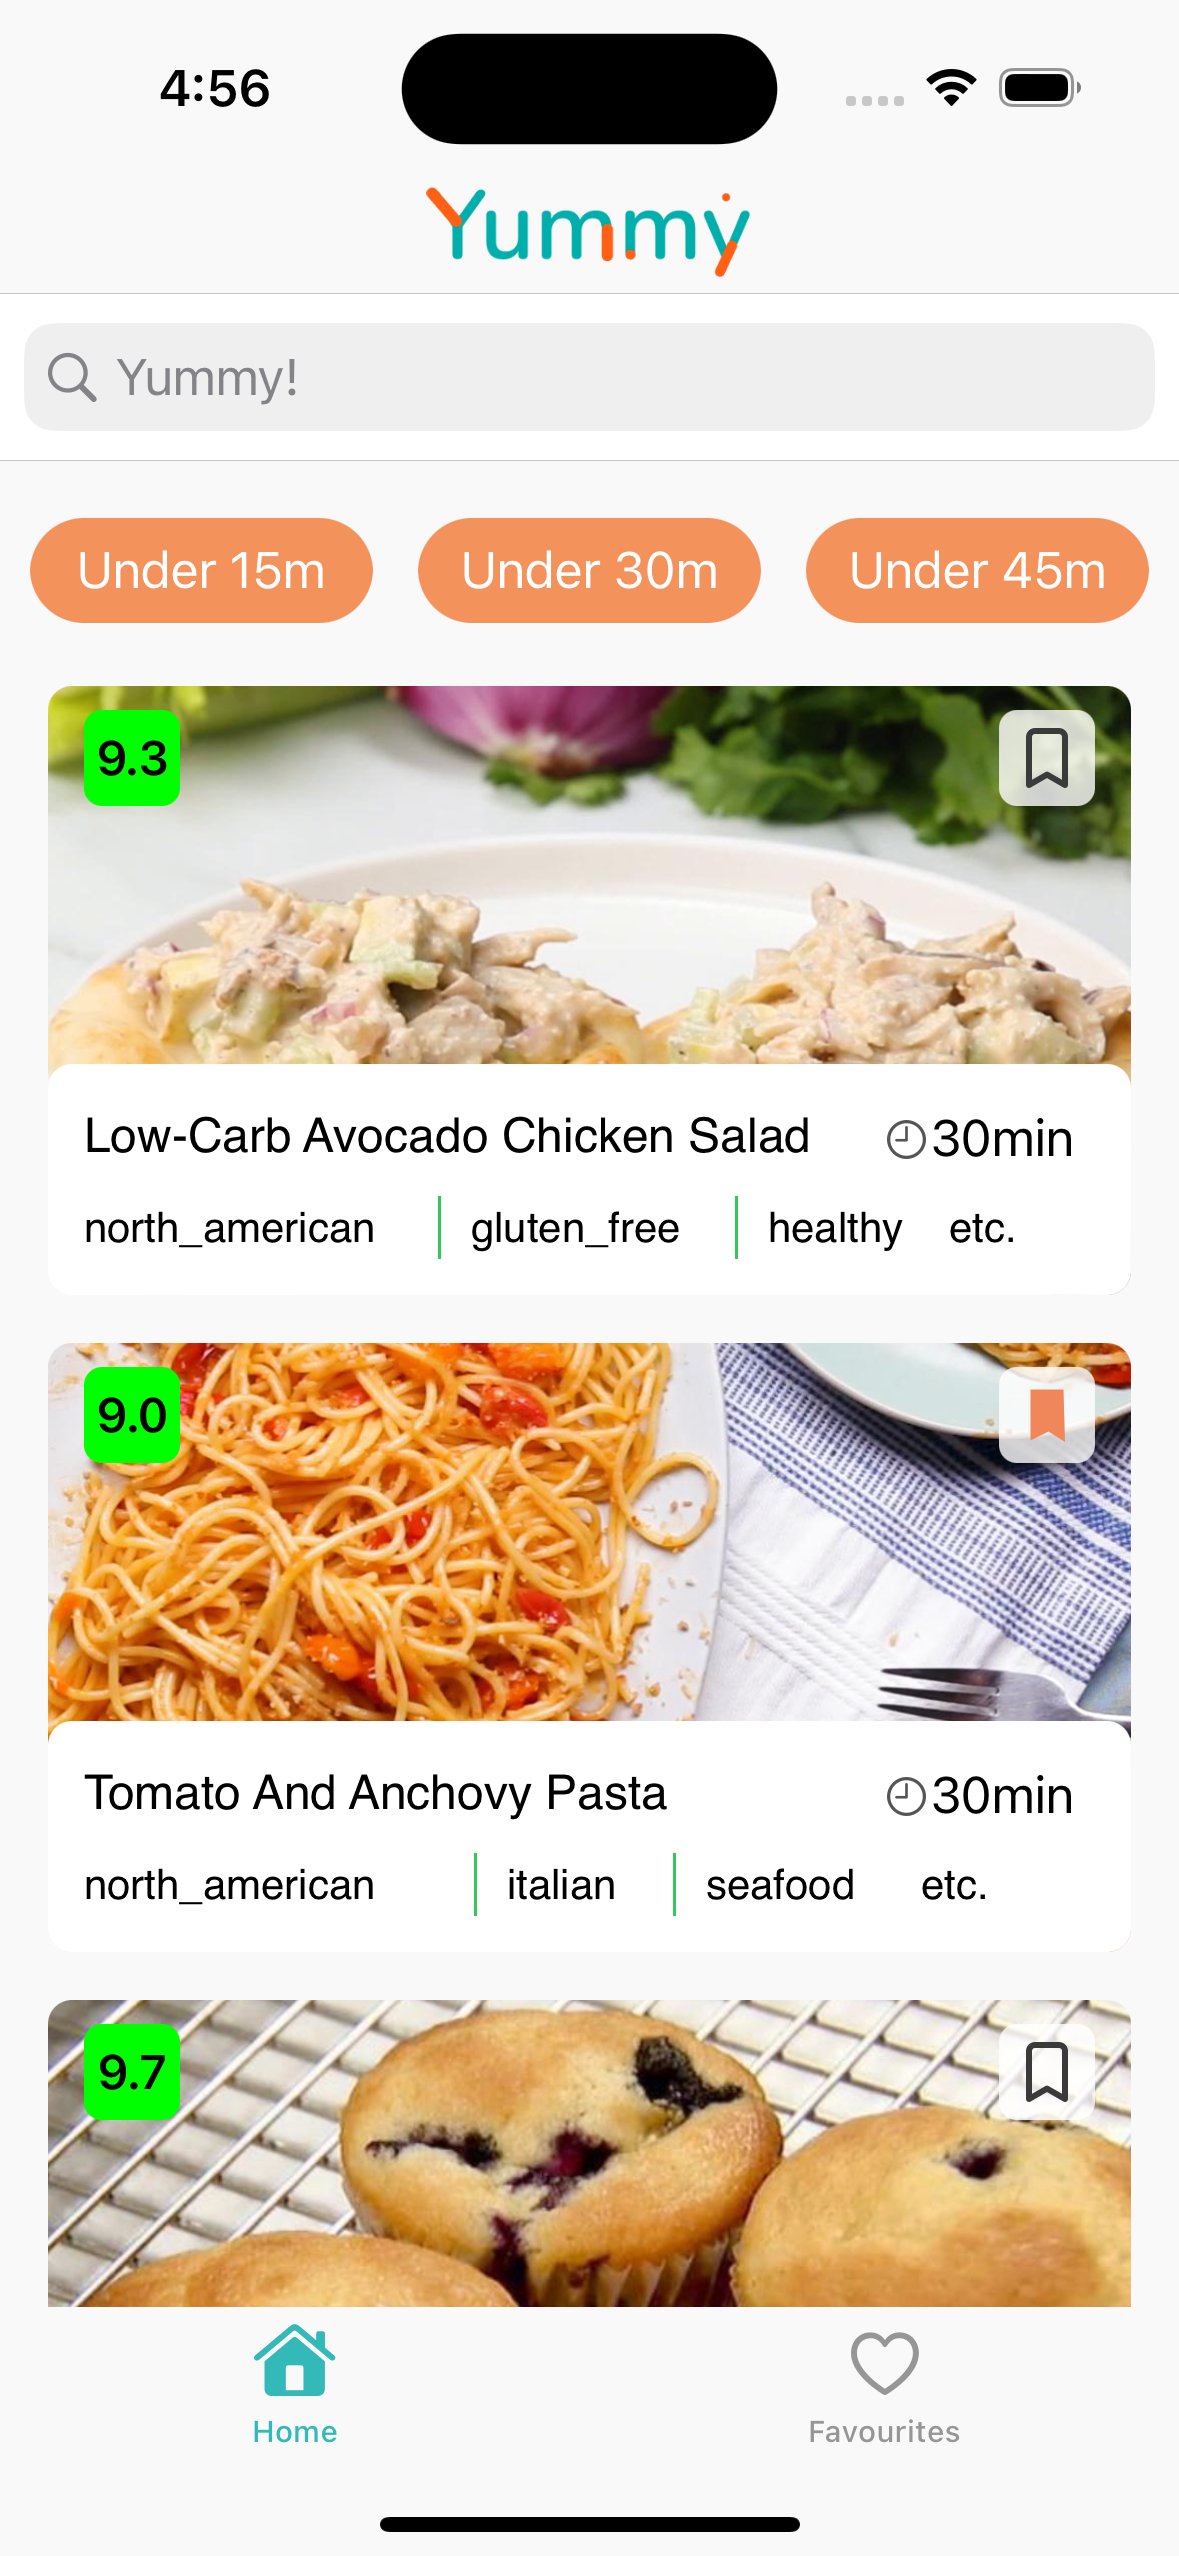 4:56
Yummy
Yummy!
Under 15m Under 30m Under 45m
9.3
Low-Carb Avocado Chicken Salad 30min
north_american gluten_free healthy etc.
9.0
Tomato And Anchovy Pasta 30min
north_american italian seafood etc.
9.7
Home Favourites